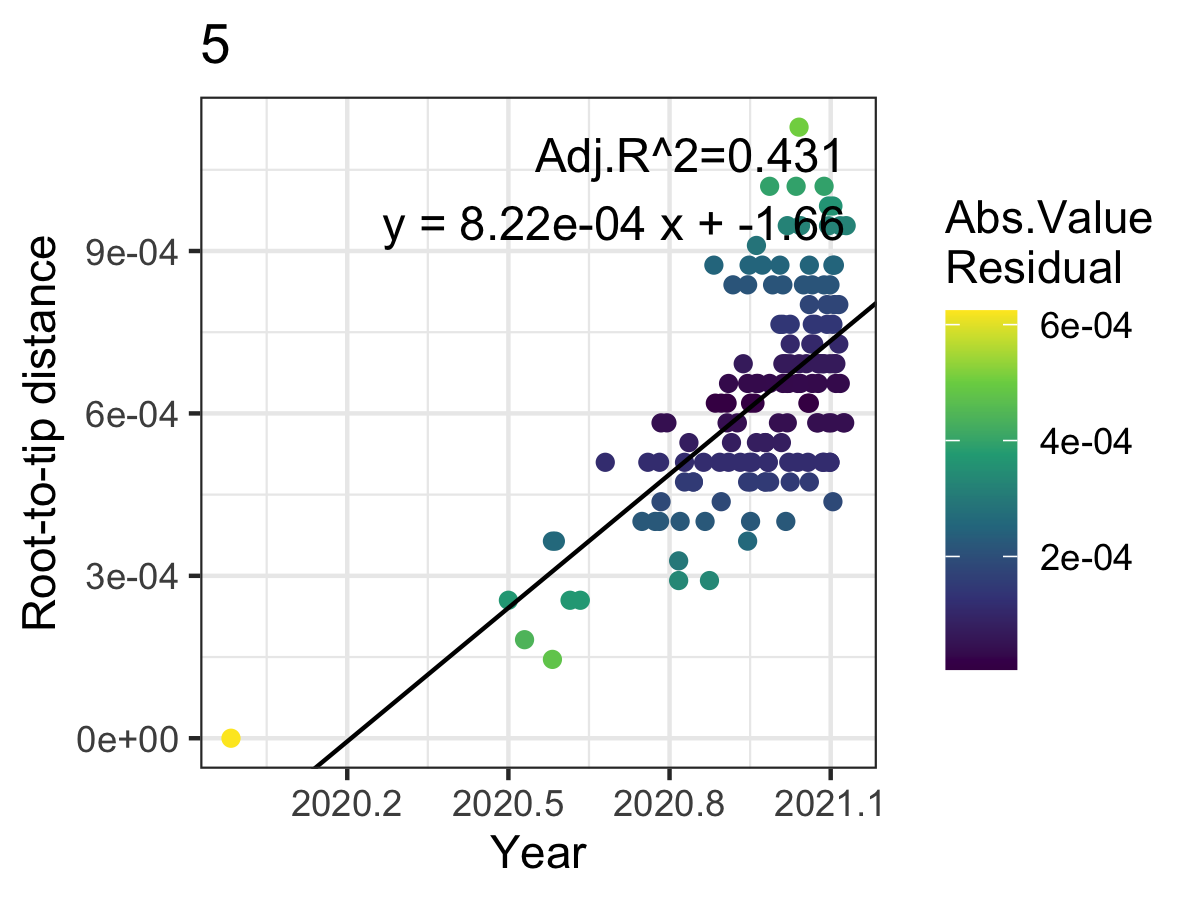 5
Adj.R^2=0.431
y = 8.22e-04 x + -1.66
Root-to-tip distance
9e-04
6e-04
3e-04
0e+00
2020.2
2020.5
2020.8
2021.1
Year
Abs.Value
Residual
6e-04
4e-04
2e-04